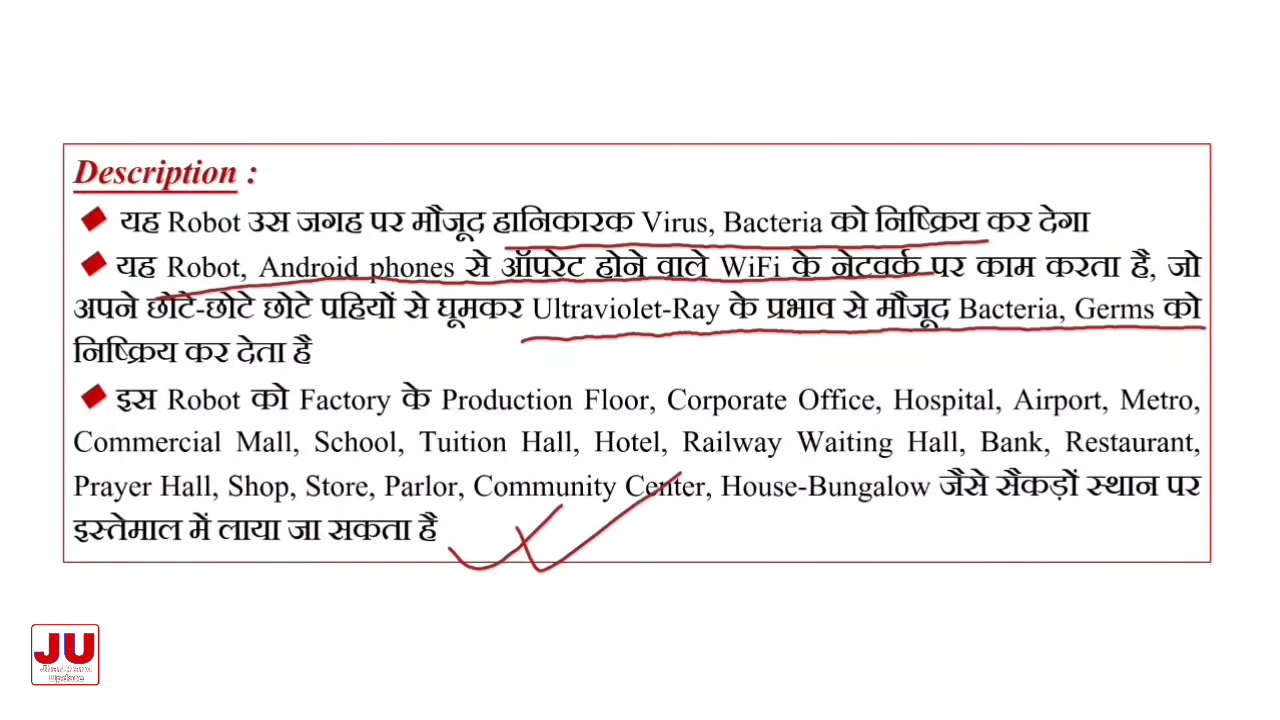 Description :
यह Robot उस जगह पर मौजूद हानिकारक Virus, Bacteria को निष्क्रिय कर देगा
यह Robot, Android phones से ऑपरेट होने वाले WiFi के नेटवर्क पर काम करता है, जो
अपने छोटे-छोटे छोटे पहियों से घूमकर Ultraviolet-Ray के प्रभाव से मौजूद Bacteria, Germs को
निष्क्रिय कर देता है
इस Robot को Factory के Production Floor, Corporate Office, Hospital, Airport, Metro,
Commercial Mall, School, Tuition Hall, Hotel, Railway Waiting Hall, Bank, Restaurant,
Prayer Hall, Shop, Store, Parlor, Community Center, House-Bungalow जैसे सैकड़ों स्थान पर
इस्तेमाल में लाया जा सकता है
JU
Jharkhand
Update